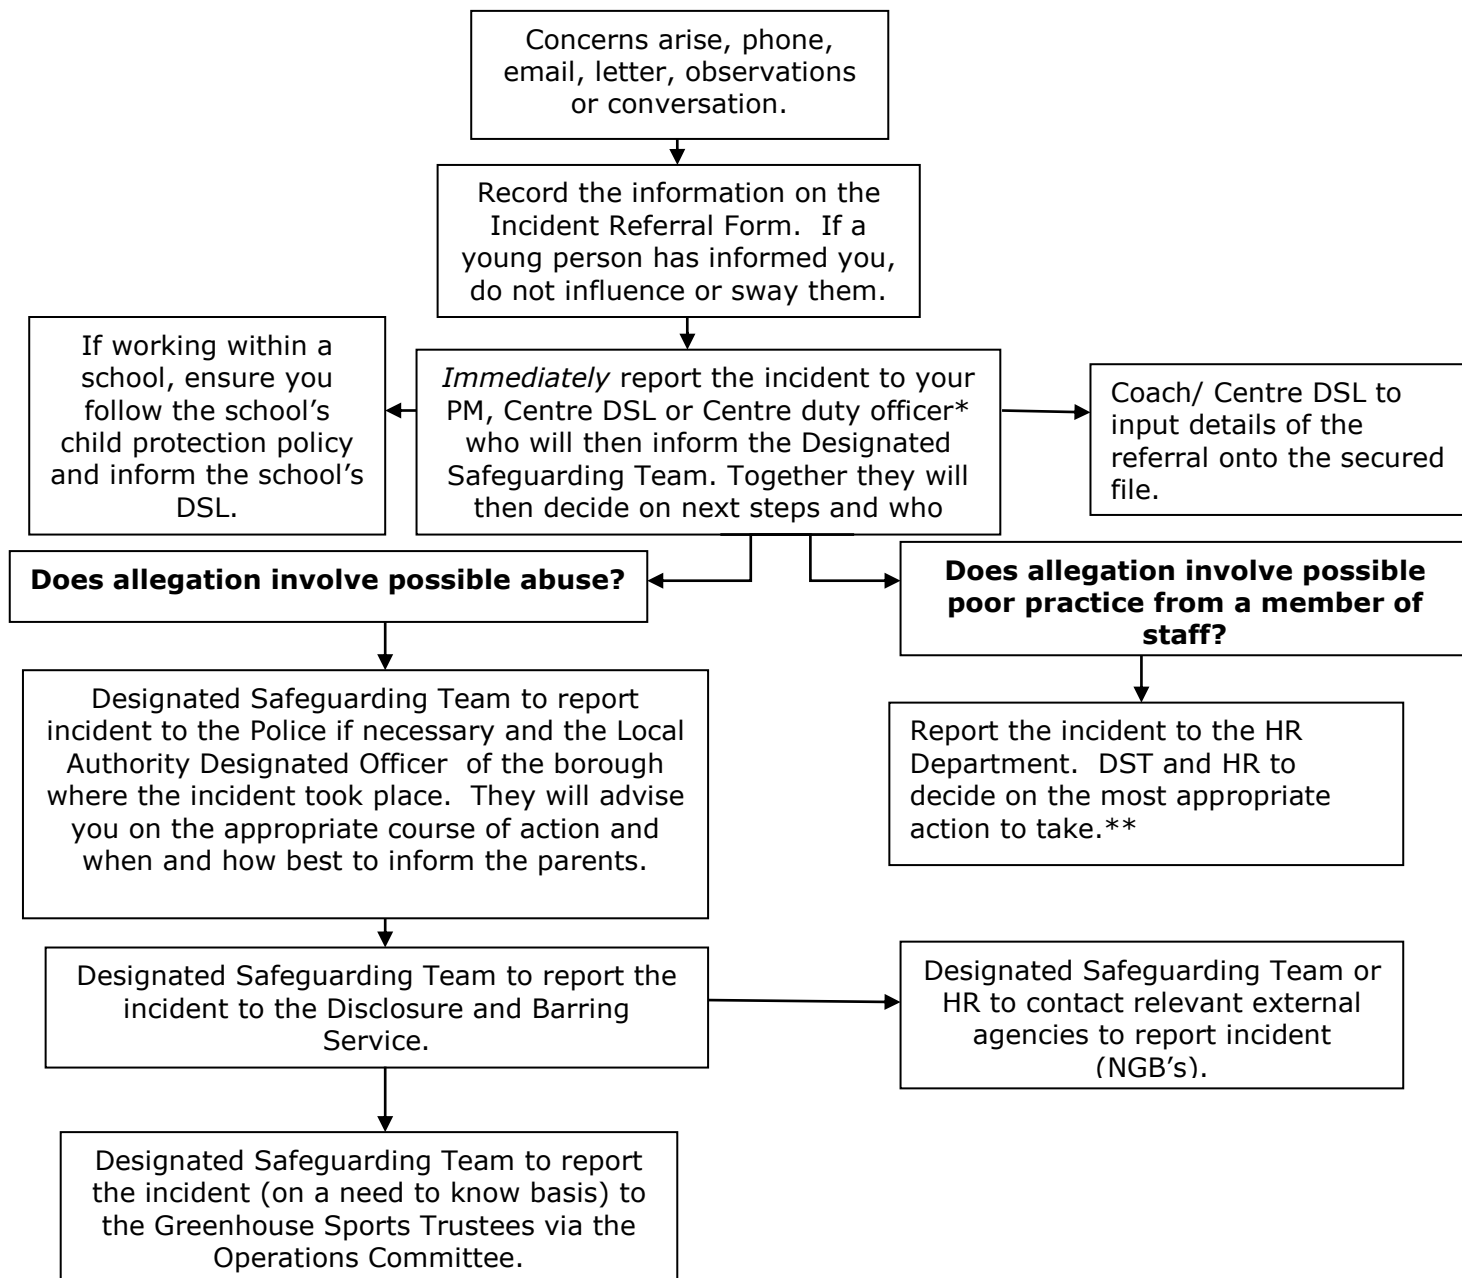 Concerns arise, phone,
email, letter, observations
or conversation.
Record the information on the
Incident Referral Form.  If a
young person has informed you,
do not influence or sway them.
If working within a
school, ensure you
follow the school’s
child protection policy
and inform the school’s
DSL.
Immediately report the incident to your
PM, Centre DSL or Centre duty officer*
who will then inform the Designated
Safeguarding Team. Together they will
then decide on next steps and who
Coach/ Centre DSL to
input details of the
referral onto the secured
file.
Does allegation involve possible abuse?
Does allegation involve possible
poor practice from a member of
staff?
Designated Safeguarding Team to report
incident to the Police if necessary and the Local
Authority Designated Officer  of the borough
where the incident took place.  They will advise
you on the appropriate course of action and
when and how best to inform the parents.
Report the incident to the HR
Department.  DST and HR to
decide on the most appropriate
action to take.**
Designated Safeguarding Team to report the
incident to the Disclosure and Barring
Service.
Designated Safeguarding Team or
HR to contact relevant external
agencies to report incident
(NGB’s).
Designated Safeguarding Team to report
the incident (on a need to know basis) to
the Greenhouse Sports Trustees via the
Operations Committee.